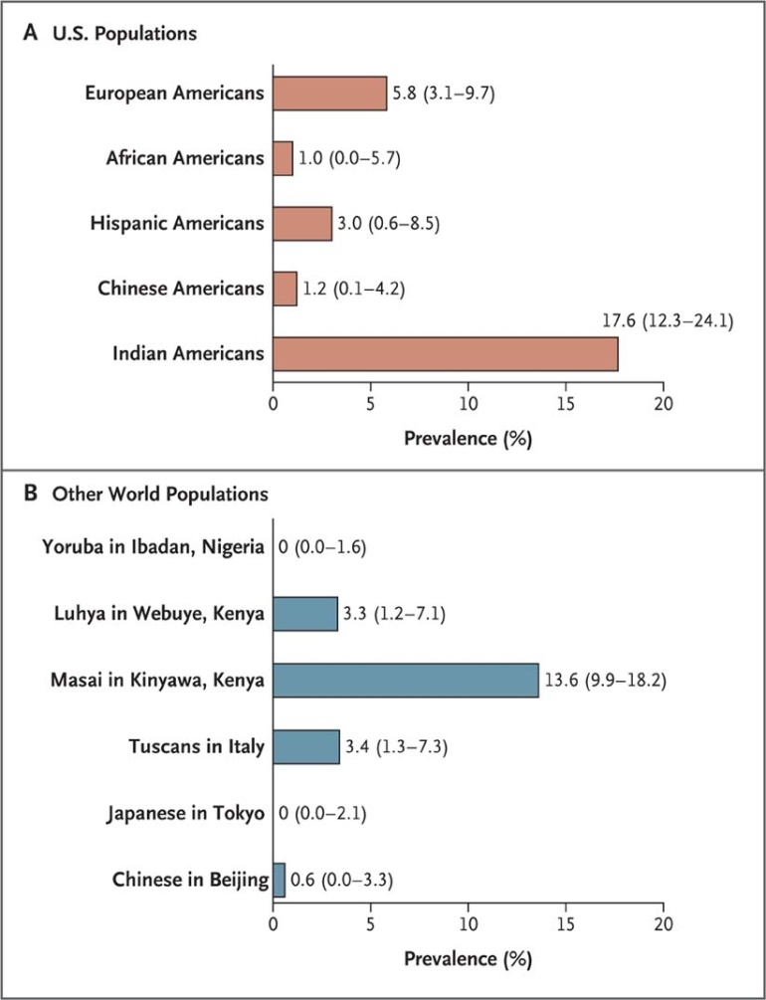 A U.S. Populations
European Americans 5.8 (3.1–9.7)
African Americans 1.0 (0.0–5.7)
Hispanic Americans 3.0 (0.6–8.5)
Chinese Americans 1.2 (0.1–4.2)
17.6 (12.3–24.1)
Indian Americans
0 5 10 15 20
Prevalence (%)
B Other World Populations
Yoruba in Ibadan, Nigeria 0 (0.0–1.6)
Luhya in Webuye, Kenya 3.3 (1.2–7.1)
Masai in Kinyawa, Kenya 13.6 (9.9–18.2)
Tuscans in Italy 3.4 (1.3–7.3)
Japanese in Tokyo 0 (0.0–2.1)
Chinese in Beijing 0.6 (0.0–3.3)
0 5 10 15 20
Prevalence (%)